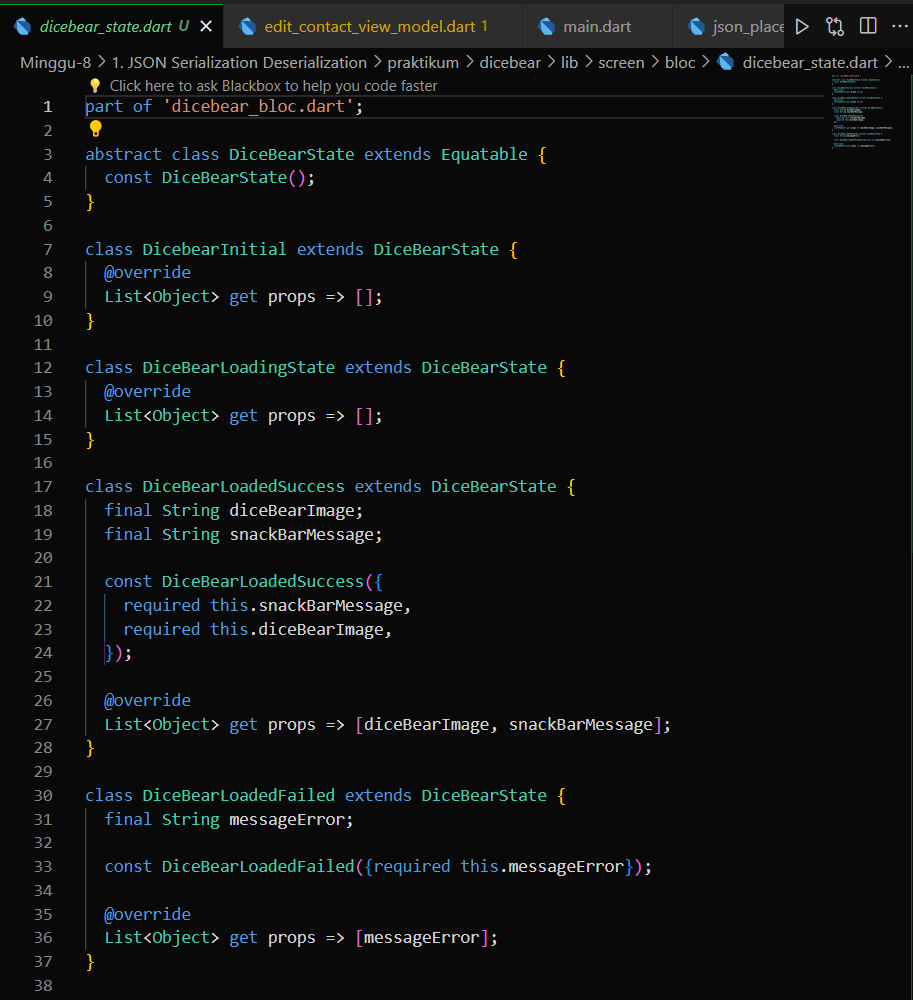 dicebear_state.dart U
edit_contact_view_model.dart 1
main.dart
json_place
Minggu-8 > 1. JSON Serialization Deserialization > praktikum > dicebear > lib > screen > bloc > dicebear_state.dart > ...
Click here to ask Blackbox to help you code faster
1 part of 'dicebear_bloc.dart';
2
3 abstract class DiceBearState extends Equatable {
4   const DiceBearState();
5 }
6
7 class DicebearInitial extends DiceBearState {
8   @override
9   List<Object> get props => [];
10 }
11
12 class DiceBearLoadingState extends DiceBearState {
13   @override
14   List<Object> get props => [];
15 }
16
17 class DiceBearLoadedSuccess extends DiceBearState {
18   final String diceBearImage;
19   final String snackBarMessage;
20
21   const DiceBearLoadedSuccess({
22     required this.snackBarMessage,
23     required this.diceBearImage,
24   });
25
26   @override
27   List<Object> get props => [diceBearImage, snackBarMessage];
28 }
29
30 class DiceBearLoadedFailed extends DiceBearState {
31   final String messageError;
32
33   const DiceBearLoadedFailed({required this.messageError});
34
35   @override
36   List<Object> get props => [messageError];
37 }
38